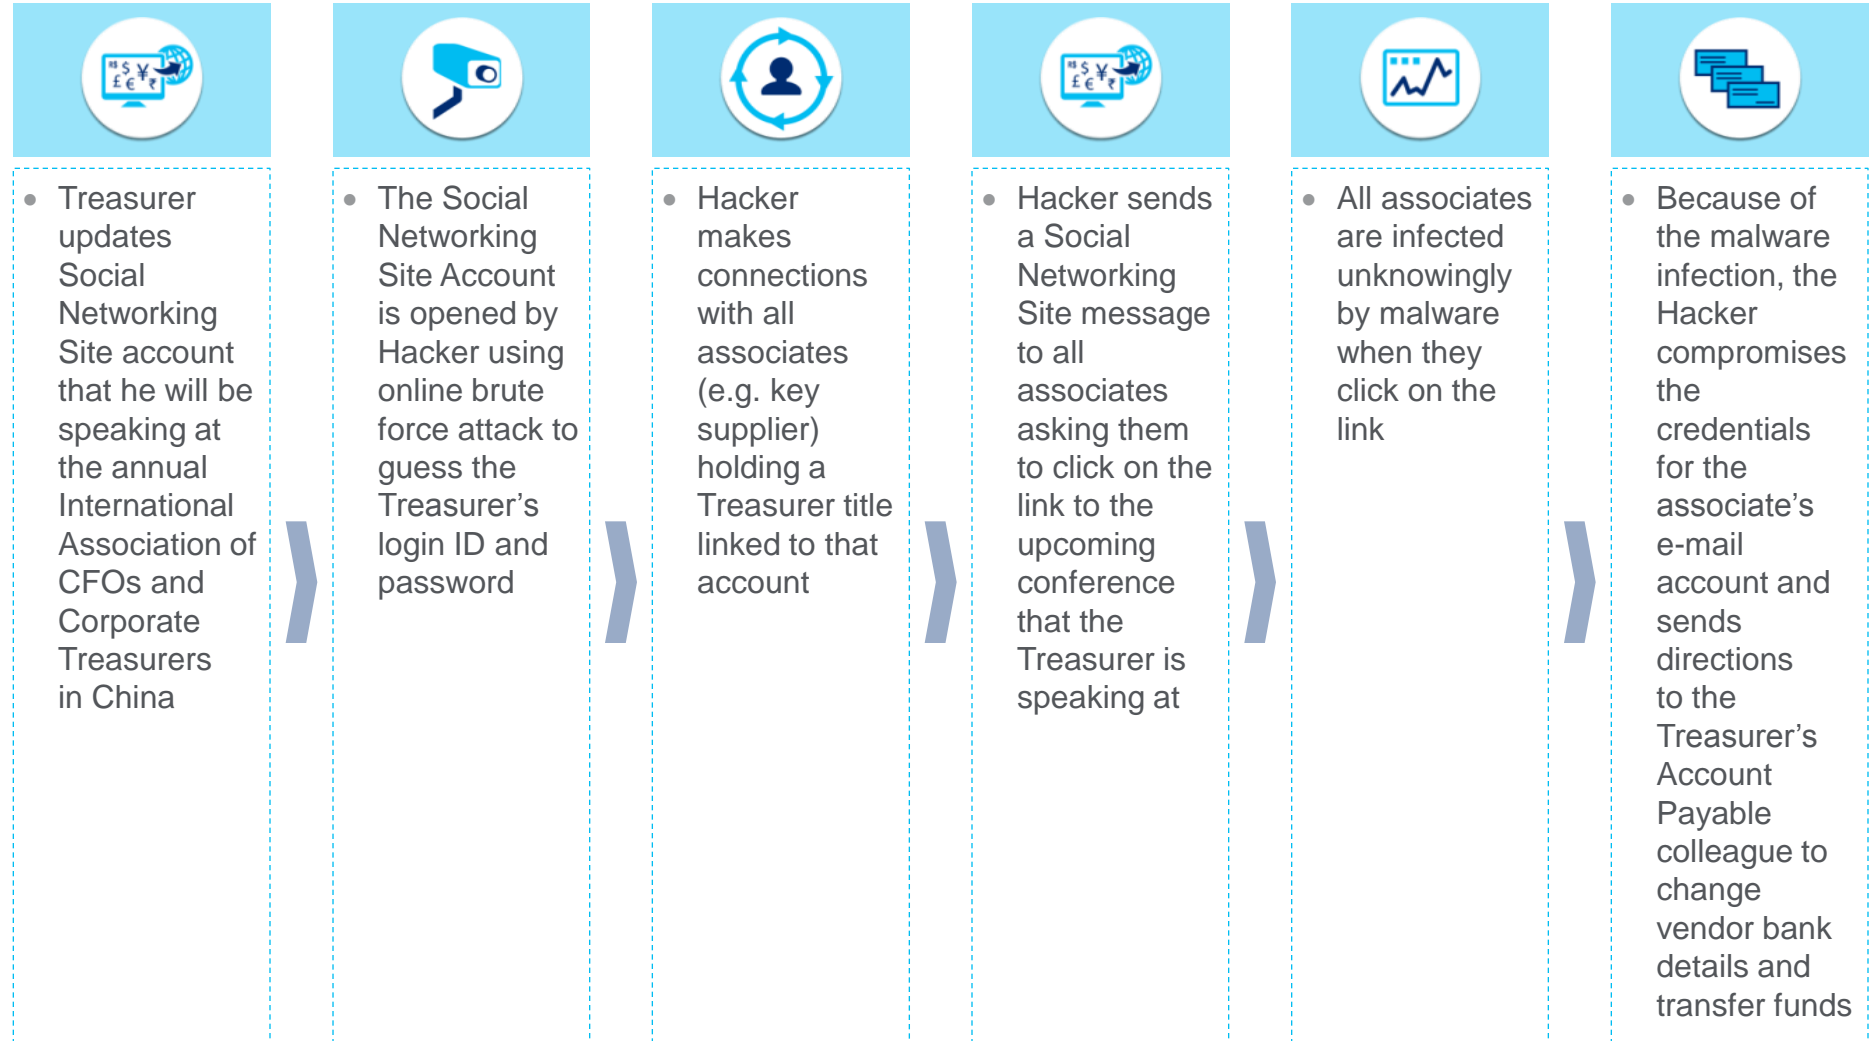 R$ $ ¥
£ € ₹
R$ $ ¥
£ € ₹
• Treasurer
updates
Social
Networking
Site account
that he will be
speaking at
the annual
International
Association of
CFOs and
Corporate
Treasurers
in China
• The Social
Networking
Site Account
is opened by
Hacker using
online brute
force attack to
guess the
Treasurer’s
login ID and
password
• Hacker
makes
connections
with all
associates
(e.g. key
supplier)
holding a
Treasurer title
linked to that
account
• Hacker sends
a Social
Networking
Site message
to all
associates
asking them
to click on the
link to the
upcoming
conference
that the
Treasurer is
speaking at
• All associates
are infected
unknowingly
by malware
when they
click on the
link
• Because of
the malware
infection, the
Hacker
compromises
the
credentials
for the
associate’s
e-mail
account and
sends
directions
to the
Treasurer’s
Account
Payable
colleague to
change
vendor bank
details and
transfer funds